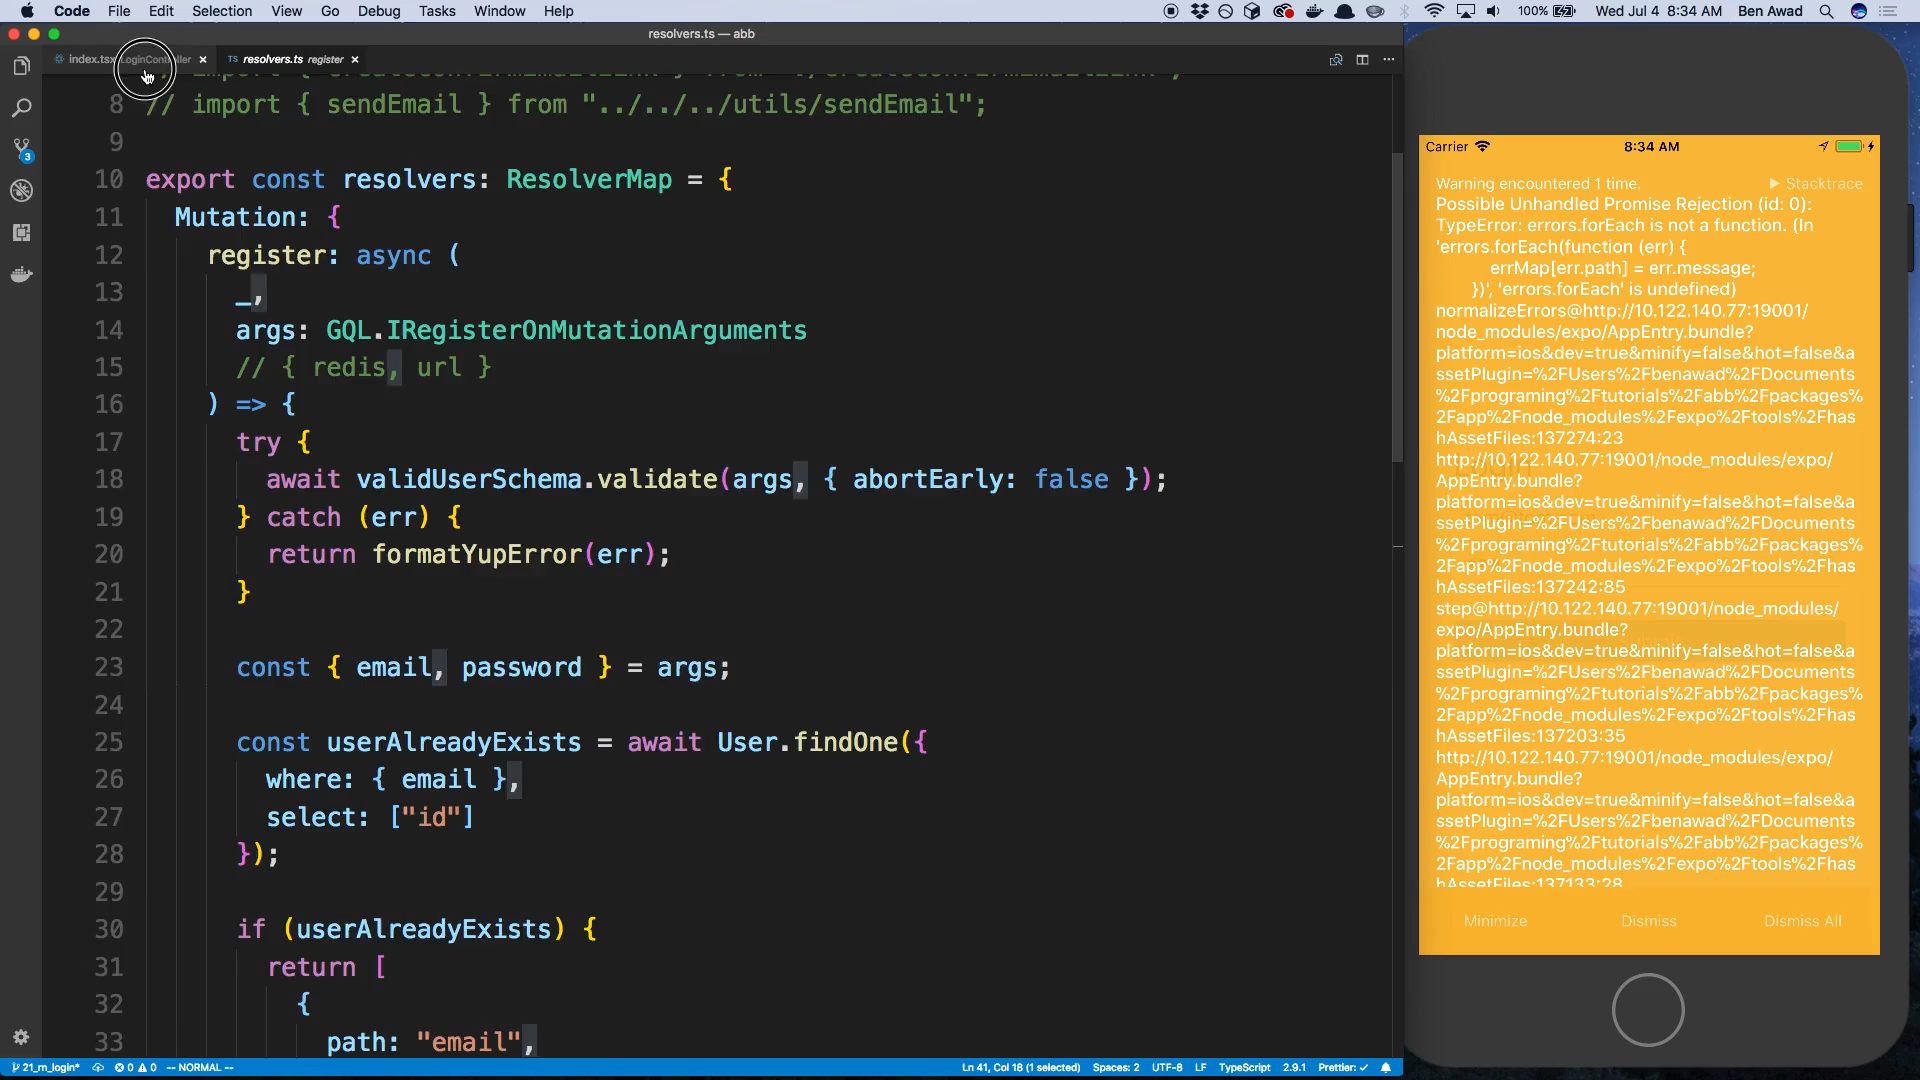 Code File Edit Selection View Go Debug Tasks Window Help
100% Wed Jul 4 8:34 AM Ben Awad
resolvers.ts — abb
index.tsx LoginController
TS resolvers.ts register
8 // import { sendEmail } from "../../../utils/sendEmail";
9
10 export const resolvers: ResolverMap = {
11 Mutation: {
12 register: async (
13 _,
14 args: GQL.IRegisterOnMutationArguments
15 // { redis, url }
16 ) => {
17 try {
18 await validUserSchema.validate(args, { abortEarly: false });
19 } catch (err) {
20 return formatYupError(err);
21 }
22
23 const { email, password } = args;
24
25 const userAlreadyExists = await User.findOne({
26 where: { email },
27 select: ["id"]
28 });
29
30 if (userAlreadyExists) {
31 return [
32 {
33 path: "email",
3
21_m_login* 0 0 -- NORMAL --
Ln 41, Col 18 (1 selected) Spaces: 2 UTF-8 LF TypeScript 2.9.1 Prettier: ✓
Carrier 8:34 AM
Warning encountered 1 time. Stacktrace
Possible Unhandled Promise Rejection (id: 0):
TypeError: errors.forEach is not a function. (In
'errors.forEach(function (err) {
errMap[err.path] = err.message;
})', 'errors.forEach' is undefined)
normalizeErrors@http://10.122.140.77:19001/
node_modules/expo/AppEntry.bundle?
platform=ios&dev=true&minify=false&hot=false&a
ssetPlugin=%2FUsers%2Fbenawad%2FDocuments
%2Fprograming%2Ftutorials%2Fabb%2Fpackages%
2Fapp%2Fnode_modules%2Fexpo%2Ftools%2Fhas
hAssetFiles:137274:23
http://10.122.140.77:19001/node_modules/expo/
AppEntry.bundle?
platform=ios&dev=true&minify=false&hot=false&a
ssetPlugin=%2FUsers%2Fbenawad%2FDocuments
%2Fprograming%2Ftutorials%2Fabb%2Fpackages%
2Fapp%2Fnode_modules%2Fexpo%2Ftools%2Fhas
hAssetFiles:137242:85
step@http://10.122.140.77:19001/node_modules/
expo/AppEntry.bundle?
platform=ios&dev=true&minify=false&hot=false&a
ssetPlugin=%2FUsers%2Fbenawad%2FDocuments
%2Fprograming%2Ftutorials%2Fabb%2Fpackages%
2Fapp%2Fnode_modules%2Fexpo%2Ftools%2Fhas
hAssetFiles:137203:35
http://10.122.140.77:19001/node_modules/expo/
AppEntry.bundle?
platform=ios&dev=true&minify=false&hot=false&a
ssetPlugin=%2FUsers%2Fbenawad%2FDocuments
%2Fprograming%2Ftutorials%2Fabb%2Fpackages%
2Fapp%2Fnode_modules%2Fexpo%2Ftools%2Fhas
hAssetFiles:137133:28
Login
Minimize Dismiss Dismiss All